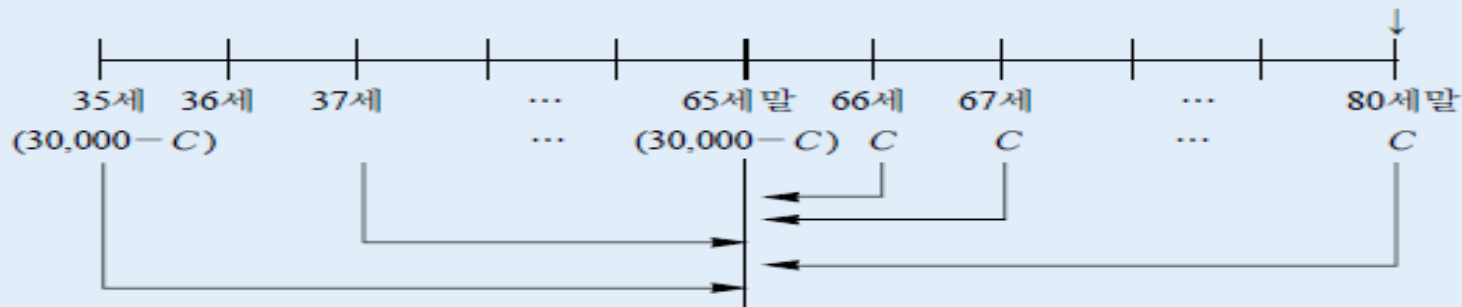 35세 36세 37세 … 65세말 66세 67세 … 80세말
(30,000－C) … (30,000－C) C C … C